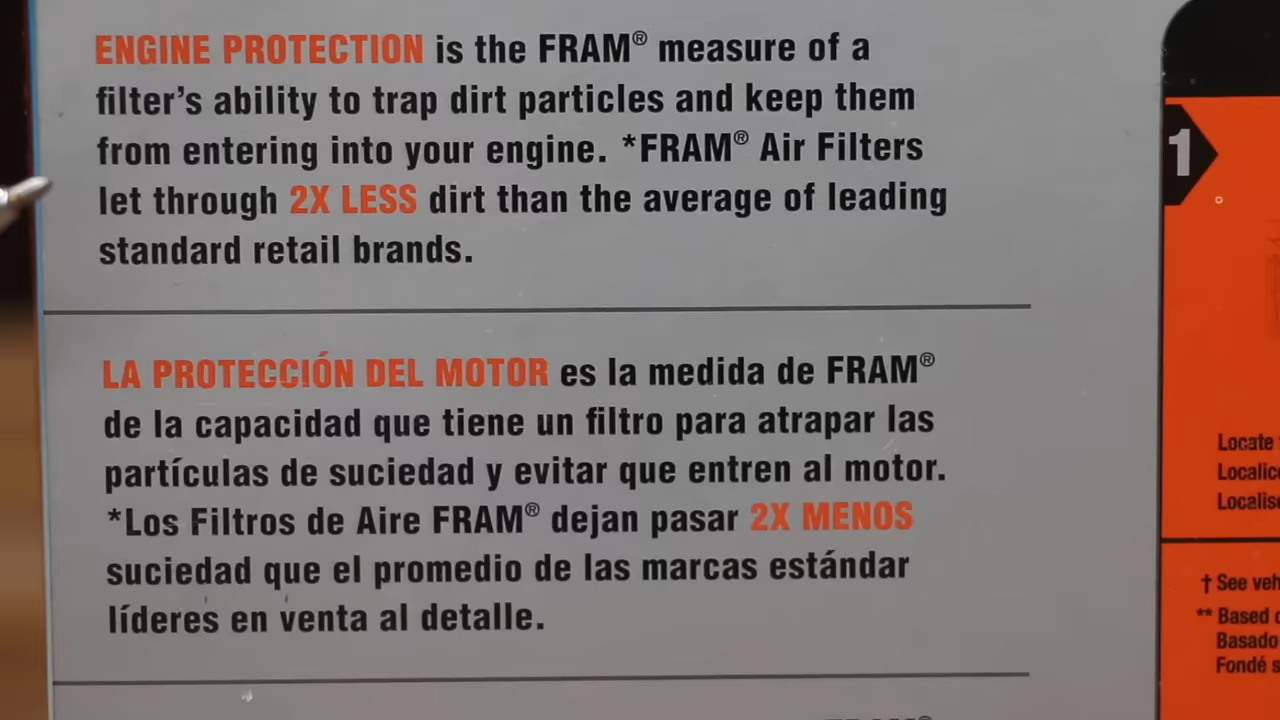 ENGINE PROTECTION is the FRAM® measure of a
filter's ability to trap dirt particles and keep them
from entering into your engine. *FRAM® Air Filters
let through 2X LESS dirt than the average of leading
standard retail brands.
LA PROTECCIÓN DEL MOTOR es la medida de FRAM®
de la capacidad que tiene un filtro para atrapar las
partículas de suciedad y evitar que entren al motor.
*Los Filtros de Aire FRAM® dejan pasar 2X MENOS
suciedad que el promedio de las marcas estándar
líderes en venta al detalle.
1
Locate
† See
** Based
Basado
Fondé